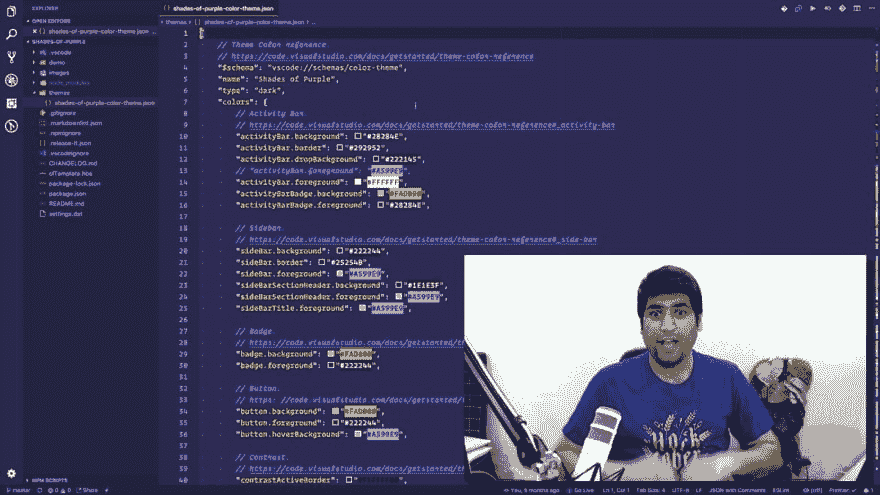 EXPLORER
OPEN EDITORS
shades-of-purple-color-theme.json
SHADES-OF-PURPLE
.vscode
demo
images
themes
shades-of-purple-color-theme.json
.gitignore
.markdownlint.json
.npmignore
.vscodeignore
CHANGELOG.md
package-lock.json
package.json
README.md
NPM SCRIPTS
shades-of-purple-color-theme.json
themes › shades-of-purple-color-theme.json › ..
1
2 // Theme Color Reference
3 // https://code.visualstudio.com/docs/getstarted/theme-color-reference
4 "$schema": "vscode://schemas/color-theme",
5 "name": "Shades of Purple",
6 "type": "dark",
7 "colors": {
8 // Activity Bar.
9 // https://code.visualstudio.com/docs/getstarted/theme-color-reference#_activity-bar
10 "activityBar.background": "#28284E",
11 "activityBar.border": "#292952",
12 "activityBar.dropBackground": "#222145",
13 // "activityBar.foreground": "#A599E9",
14 "activityBar.foreground": "#FFFFFF",
15 "activityBarBadge.background": "#FAD000",
16 "activityBarBadge.foreground": "#28284E",
17
18 // Sidebar.
19 // https://code.visualstudio.com/docs/getstarted/theme-color-reference#_side-bar
20 "sideBar.background": "#222244",
21 "sideBar.border": "#25254B",
22 "sideBar.foreground": "#A599E9",
23 "sideBarSectionHeader.background": "#1E1E3F",
24 "sideBarSectionHeader.foreground": "#A599E9",
25 "sideBarTitle.foreground": "#A599E9",
26
27 // Badge.
28 // https://code.visualstudio.com/docs/getstarted/
29 "badge.background": "#FAD000",
30 "badge.foreground": "#222244",
31
32 // Button.
33 // https: //code.visualstudio.com/docs/getstarted/
34 "button.background": "#FAD000",
35 "button.foreground": "#222244",
36 "button.hoverBackground": "#A599E9",
37
38 // Contrast.
39 // https://code.visualstudio.com/docs/getstarted/
40 "contrastActiveBorder":
master
0
0
Share
You, 9 months ago
Go Live
Ln 1, Col 1
Tab Size: 4
UTF-8
LF
JSON with Comments
Prettier